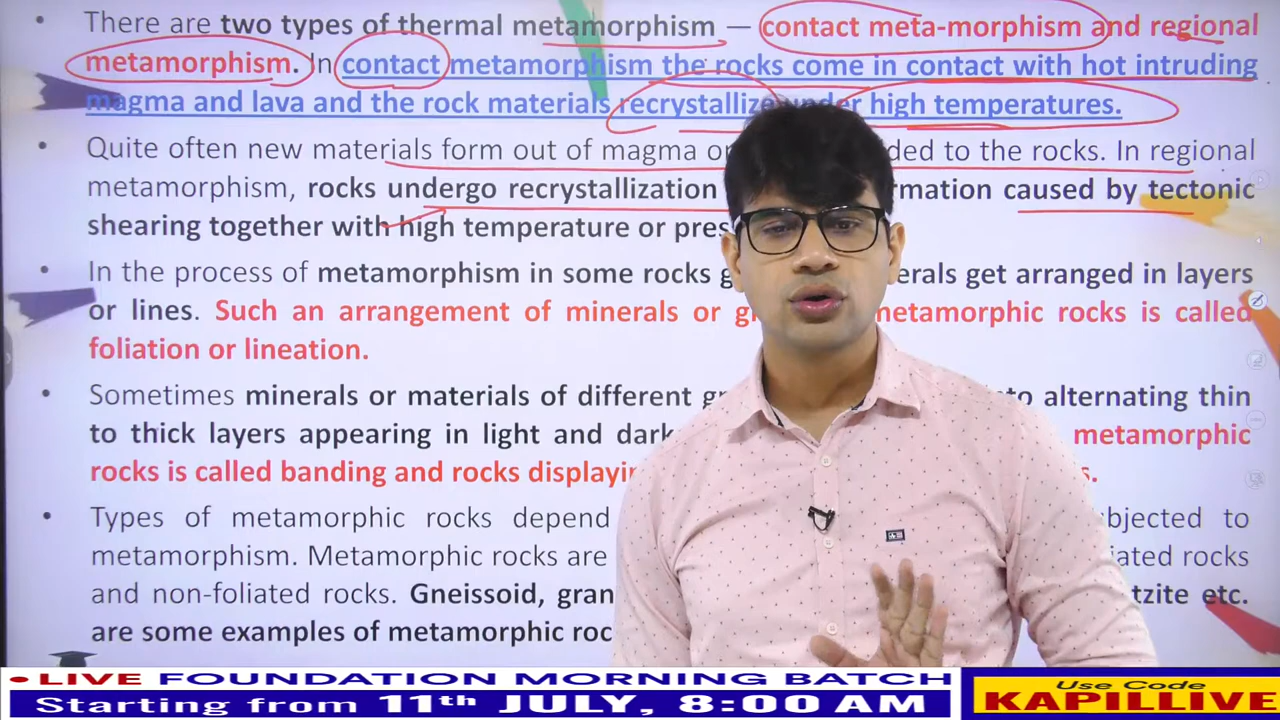 • There are two types of thermal metamorphism — contact meta-morphism and regional
metamorphism. In contact metamorphism the rocks come in contact with hot intruding
magma and lava and the rock materials recrystallize under high temperatures.
• Quite often new materials form out of magma or ded to the rocks. In regional
metamorphism, rocks undergo recrystallization rmation caused by tectonic
shearing together with high temperature or pres
• In the process of metamorphism in some rocks g erals get arranged in layers
or lines. Such an arrangement of minerals or g metamorphic rocks is called
foliation or lineation.
• Sometimes minerals or materials of different g to alternating thin
to thick layers appearing in light and dark metamorphic
rocks is called banding and rocks displayin s.
• Types of metamorphic rocks depend bjected to
metamorphism. Metamorphic rocks are iated rocks
and non-foliated rocks. Gneissoid, gran tzite etc.
are some examples of metamorphic roc
• LIVE FOUNDATION MORNING BATCH
Starting from 11th JULY, 8:00 AM
Use Code
KAPILLIVE